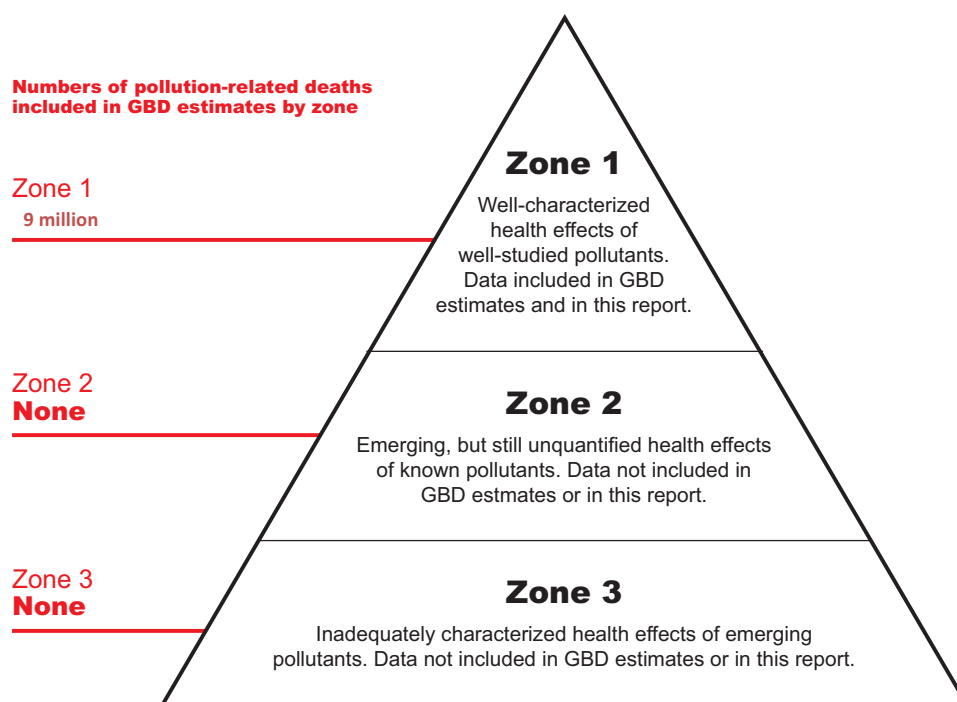 Numbers of pollution-related deaths
included in GBD estimates by zone
Zone 1
9 million
Zone 1
Well-characterized
health effects of
well-studied pollutants.
Data included in GBD
estimates and in this report.
Zone 2
None
Zone 2
Emerging, but still unquantified health effects
of known pollutants. Data not included in
GBD estmates or in this report.
Zone 3
None
Zone 3
Inadequately characterized health effects of emerging
pollutants. Data not included in GBD estimates or in this report.